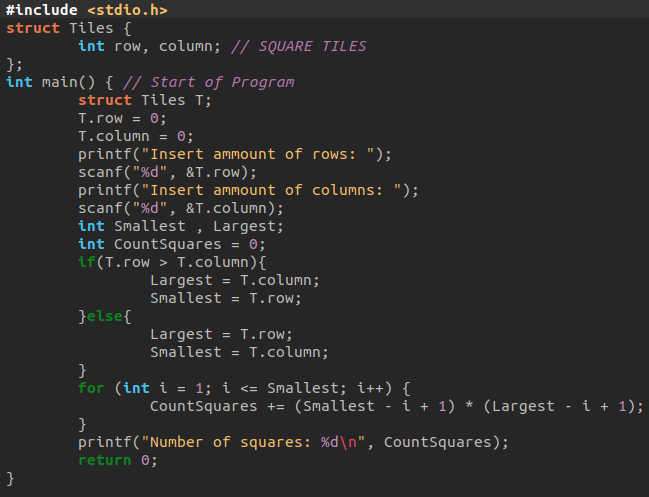 #include <stdio.h>
struct Tiles {
        int row, column; // SQUARE TILES
};
int main() { // Start of Program
        struct Tiles T;
        T.row = 0;
        T.column = 0;
        printf("Insert ammount of rows: ");
        scanf("%d", &T.row);
        printf("Insert ammount of columns: ");
        scanf("%d", &T.column);
        int Smallest , Largest;
        int CountSquares = 0;
        if(T.row > T.column){
                Largest = T.column;
                Smallest = T.row;
        }else{
                Largest = T.row;
                Smallest = T.column;
        }
        for (int i = 1; i <= Smallest; i++) {
                CountSquares += (Smallest - i + 1) * (Largest - i + 1);
        }
        printf("Number of squares: %d\n", CountSquares);
        return 0;
}